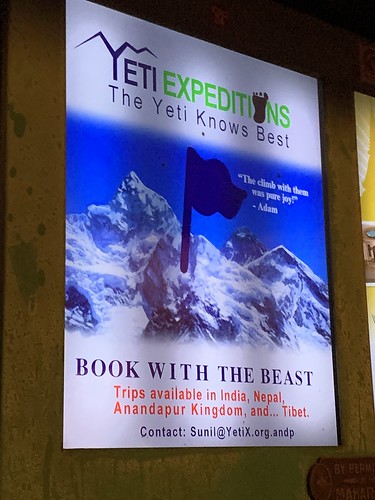 YETI EXPEDITIONS
The Yeti Knows Best
"The climb with them
was pure joy!"
- Adam
BOOK WITH THE BEAST
Trips available in India, Nepal,
Anandapur Kingdom, and... Tibet.
Contact: Sunil@YetiX.org.andp
BY